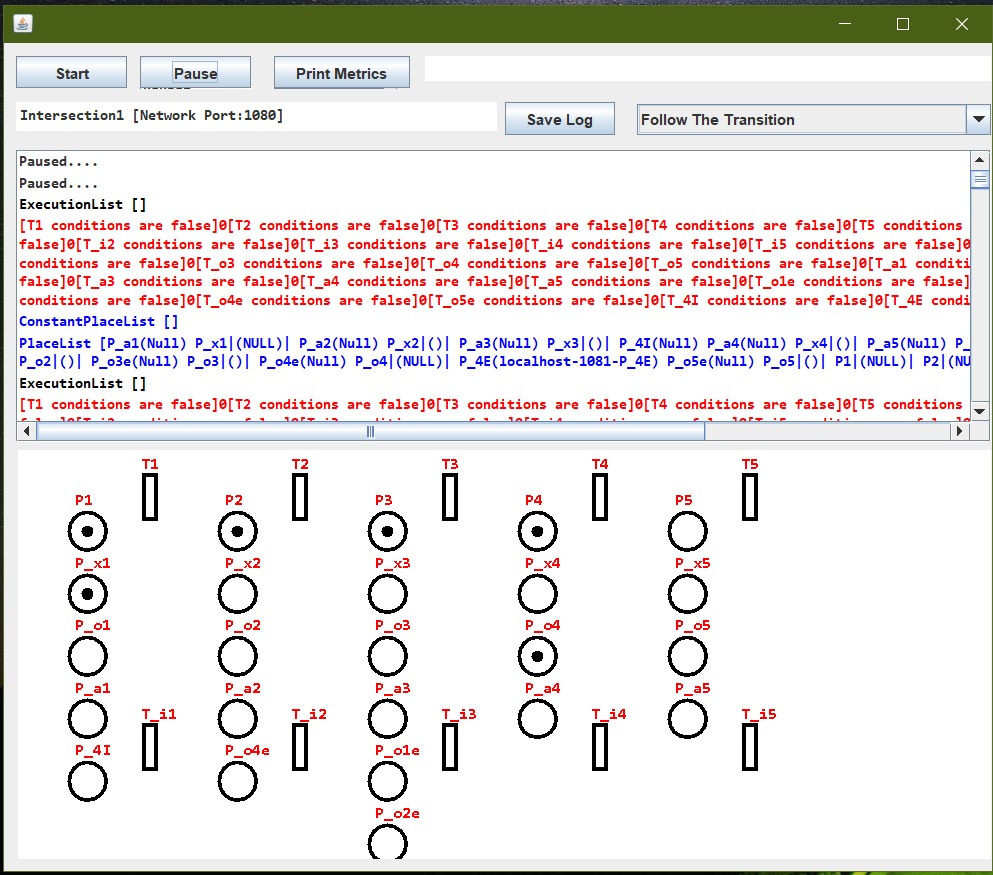 Start Pause Print Metrics
Intersection1 [Network Port:1080] Save Log Follow The Transition
Paused....
Paused....
ExecutionList []
[T1 conditions are false]0[T2 conditions are false]0[T3 conditions are false]0[T4 conditions are false]0[T5 conditions
false]0[T_i2 conditions are false]0[T_i3 conditions are false]0[T_i4 conditions are false]0[T_i5 conditions are false]0
conditions are false]0[T_o3 conditions are false]0[T_o4 conditions are false]0[T_o5 conditions are false]0[T_a1 conditi
false]0[T_a3 conditions are false]0[T_a4 conditions are false]0[T_a5 conditions are false]0[T_o1e conditions are false]
conditions are false]0[T_o4e conditions are false]0[T_o5e conditions are false]0[T_4I conditions are false]0[T_4E condi
ConstantPlaceList []
PlaceList [P_a1(Null) P_x1|(NULL)| P_a2(Null) P_x2|()| P_a3(Null) P_x3|()| P_4I(Null) P_a4(Null) P_x4|()| P_a5(Null) P_
P_o2|()| P_o3e(Null) P_o3|()| P_o4e(Null) P_o4|(NULL)| P_4E(localhost-1081-P_4E) P_o5e(Null) P_o5|()| P1|(NULL)| P2|(NU
ExecutionList []
[T1 conditions are false]0[T2 conditions are false]0[T3 conditions are false]0[T4 conditions are false]0[T5 conditions
T1 T2 T3 T4 T5
P1 P2 P3 P4 P5
P_x1 P_x2 P_x3 P_x4 P_x5
P_o1 P_o2 P_o3 P_o4 P_o5
P_a1 P_a2 P_a3 P_a4 P_a5
T_i1 T_i2 T_i3 T_i4 T_i5
P_4I P_o4e P_o1e
P_o2e